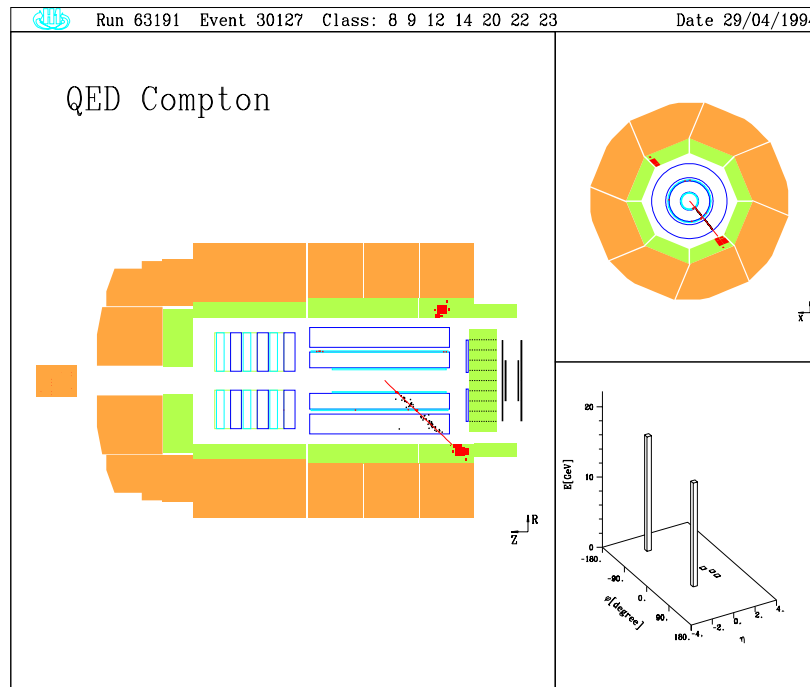 H1 Run 63191 Event 30127 Class: 8 9 12 14 20 22 23 Date 29/04/1994
QED Compton
R
Z
X
E[GeV]
20
10
0
-180.
-90.
0.
90.
180.
φ[degree]
-4.
-2.
0.
2.
4.
η